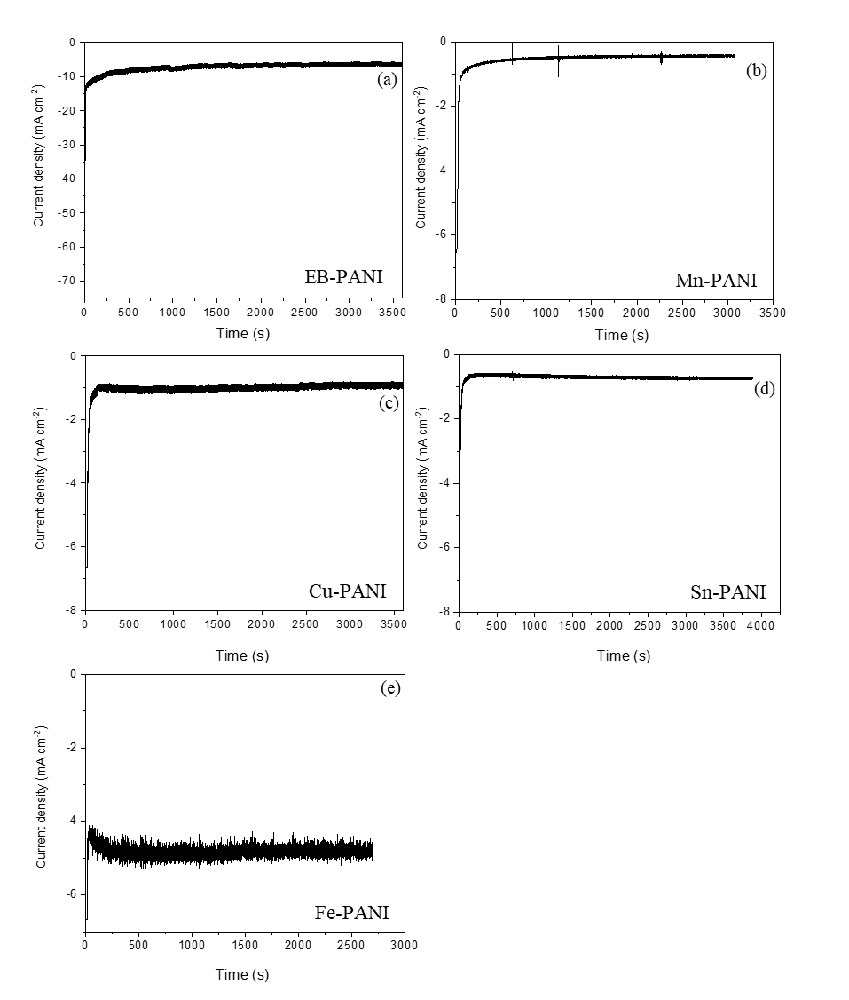 0
-10
-20
-30
-40
-50
-60
-70
Current density (mA cm-2)
(a)
EB-PANI
0 500 1000 1500 2000 2500 3000 3500
Time (s)
0
-2
-4
-6
-8
Current density (mA cm-2)
(b)
Mn-PANI
0 500 1000 1500 2000 2500 3000 3500
Time (s)
0
-2
-4
-6
-8
Current density (mA cm-2)
(c)
Cu-PANI
0 500 1000 1500 2000 2500 3000 3500
Time (s)
0
-2
-4
-6
-8
Current density (mA cm-2)
(d)
Sn-PANI
0 500 1000 1500 2000 2500 3000 3500 4000
Time (s)
0
-2
-4
-6
Current density (mA cm-2)
(e)
Fe-PANI
0 500 1000 1500 2000 2500 3000
Time (s)